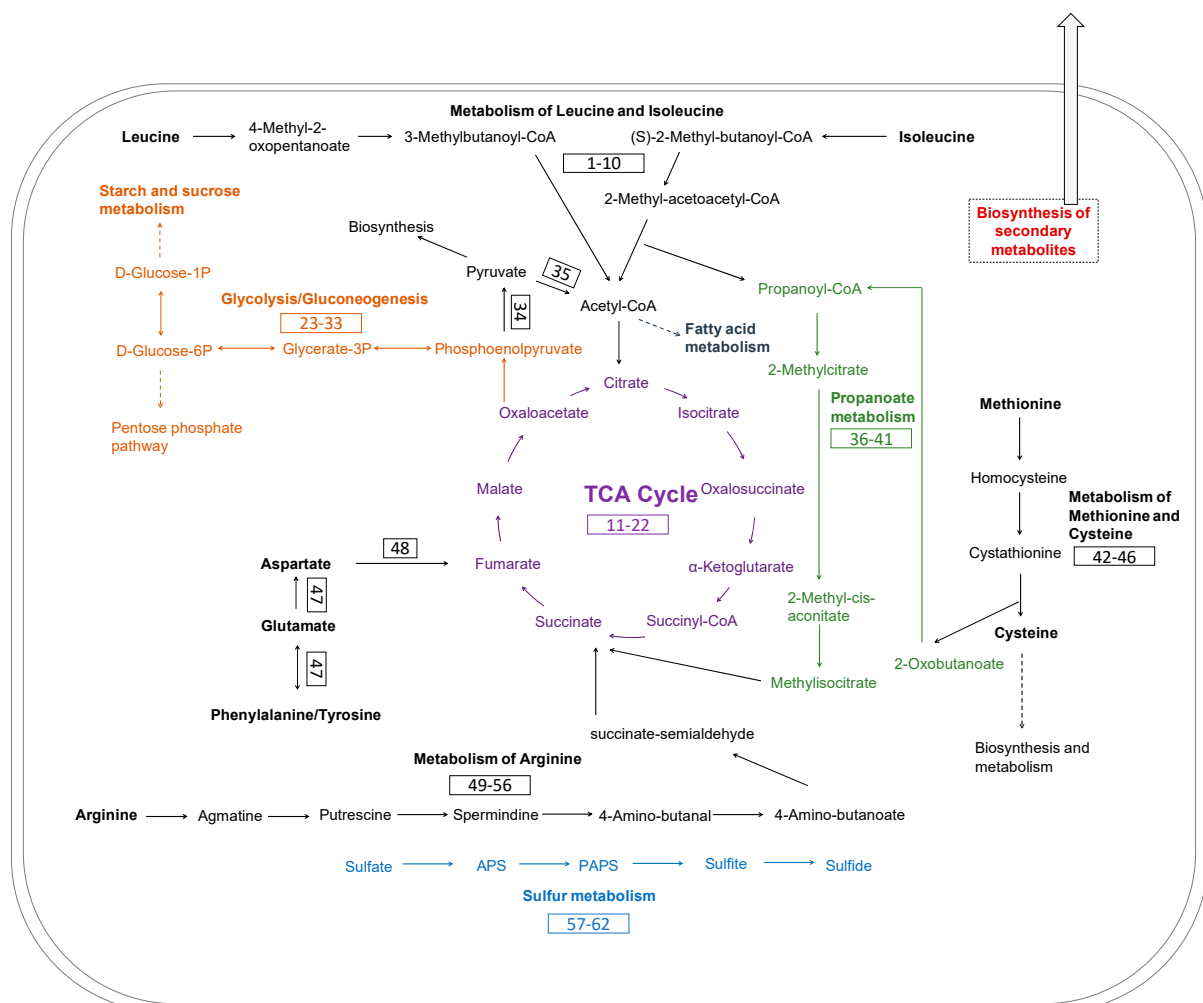 Metabolism of Leucine and Isoleucine
Leucine
4-Methyl-2-
oxopentanoate
3-Methylbutanoyl-CoA
(S)-2-Methyl-butanoyl-CoA
Isoleucine
1-10
2-Methyl-acetoacetyl-CoA
Starch and sucrose
metabolism
Biosynthesis of
secondary
metabolites
Biosynthesis
D-Glucose-1P
Pyruvate
35
Acetyl-CoA
Propanoyl-CoA
Glycolysis/Gluconeogenesis
23-33
34
Fatty acid
metabolism
D-Glucose-6P
Glycerate-3P
Phosphoenolpyruvate
2-Methylcitrate
Citrate
Oxaloacetate
Isocitrate
Propanoate
metabolism
36-41
Methionine
Pentose phosphate
pathway
Homocysteine
Malate
TCA Cycle
11-22
Oxalosuccinate
Metabolism of
Methionine and
Cysteine
42-46
Cystathionine
48
Aspartate
Fumarate
α-Ketoglutarate
47
2-Methyl-cis-
aconitate
Glutamate
Succinate
Succinyl-CoA
Cysteine
47
2-Oxobutanoate
Methylisocitrate
Phenylalanine/Tyrosine
succinate-semialdehyde
Biosynthesis and
metabolism
Metabolism of Arginine
49-56
Arginine
Agmatine
Putrescine
Spermindine
4-Amino-butanal
4-Amino-butanoate
Sulfate
APS
PAPS
Sulfite
Sulfide
Sulfur metabolism
57-62